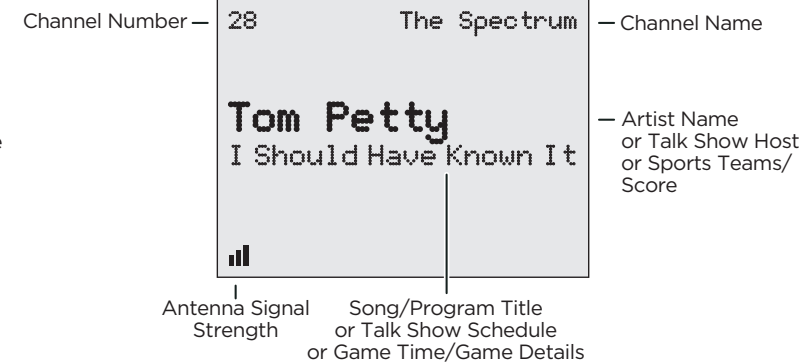 Channel Number
28
The Spectrum
Channel Name
Tom Petty
Artist Name
or Talk Show Host
or Sports Teams/
Score
e
I Should Have Known It
Antenna Signal
Strength
Song/Program Title
or Talk Show Schedule
or Game Time/Game Details